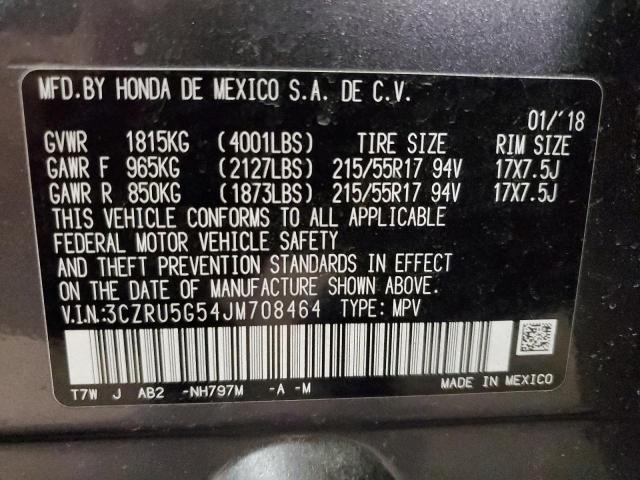 MFD.BY HONDA DE MEXICO S.A. DE C.V.
01/'18
GVWR 1815KG (4001LBS) TIRE SIZE RIM SIZE
GAWR F 965KG (2127LBS) 215/55R17 94V 17X7.5J
GAWR R 850KG (1873LBS) 215/55R17 94V 17X7.5J
THIS VEHICLE CONFORMS TO ALL APPLICABLE
FEDERAL MOTOR VEHICLE SAFETY
AND THEFT PREVENTION STANDARDS IN EFFECT
ON THE DATE OF MANUFACTURE SHOWN ABOVE.
V.I.N.:3CZRU5G54JM708464 TYPE: MPV
T7W J AB2 -NH797M -A -M
MADE IN MEXICO